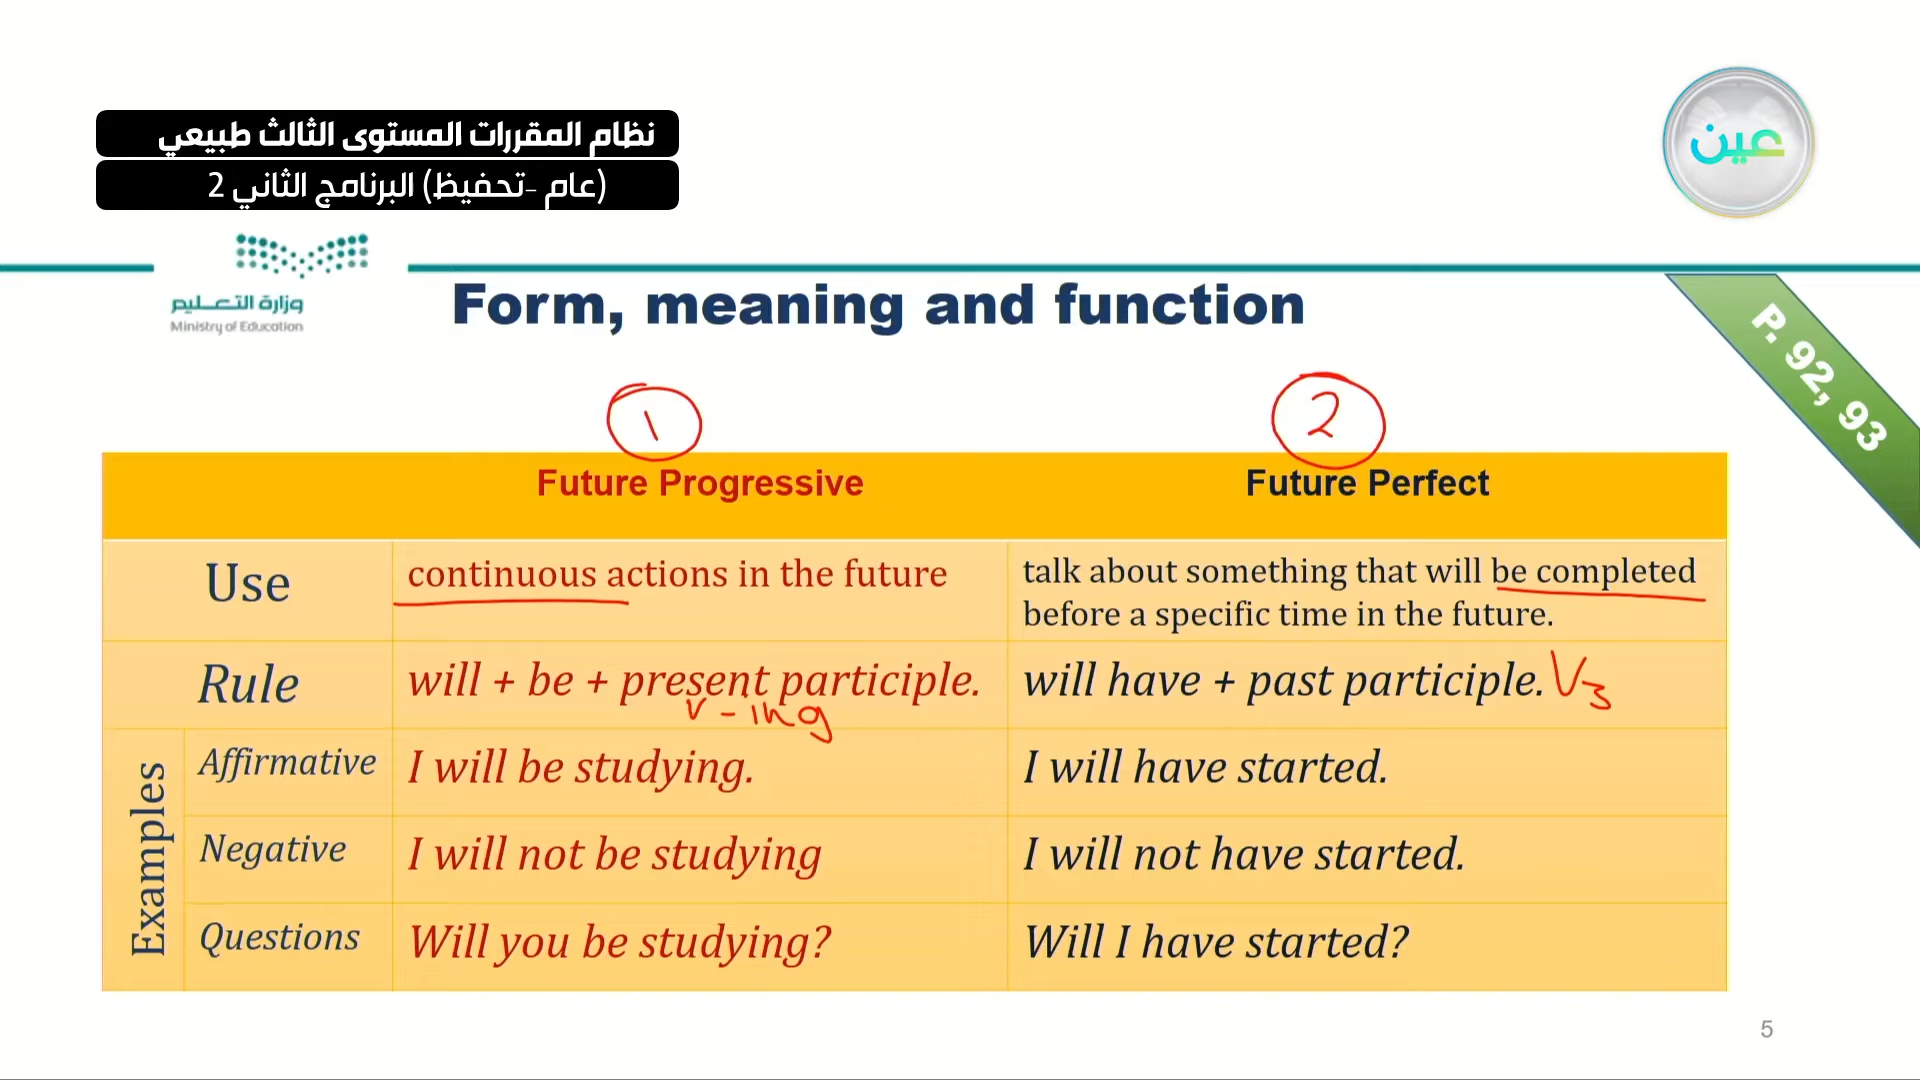 نظام المقررات المستوى الثالث طبيعي
(عام -تحفيظ) البرنامج الثاني 2
عين
وزارة التعليم
Ministry of Education
Form, meaning and function
P. 92, 93
1
2
Future Progressive
Future Perfect
Use
continuous actions in the future
talk about something that will be completed
before a specific time in the future.
Rule
will + be + present participle.
v-ing
will have + past participle. V3
Examples
Affirmative
I will be studying.
I will have started.
Negative
I will not be studying
I will not have started.
Questions
Will you be studying?
Will I have started?
5